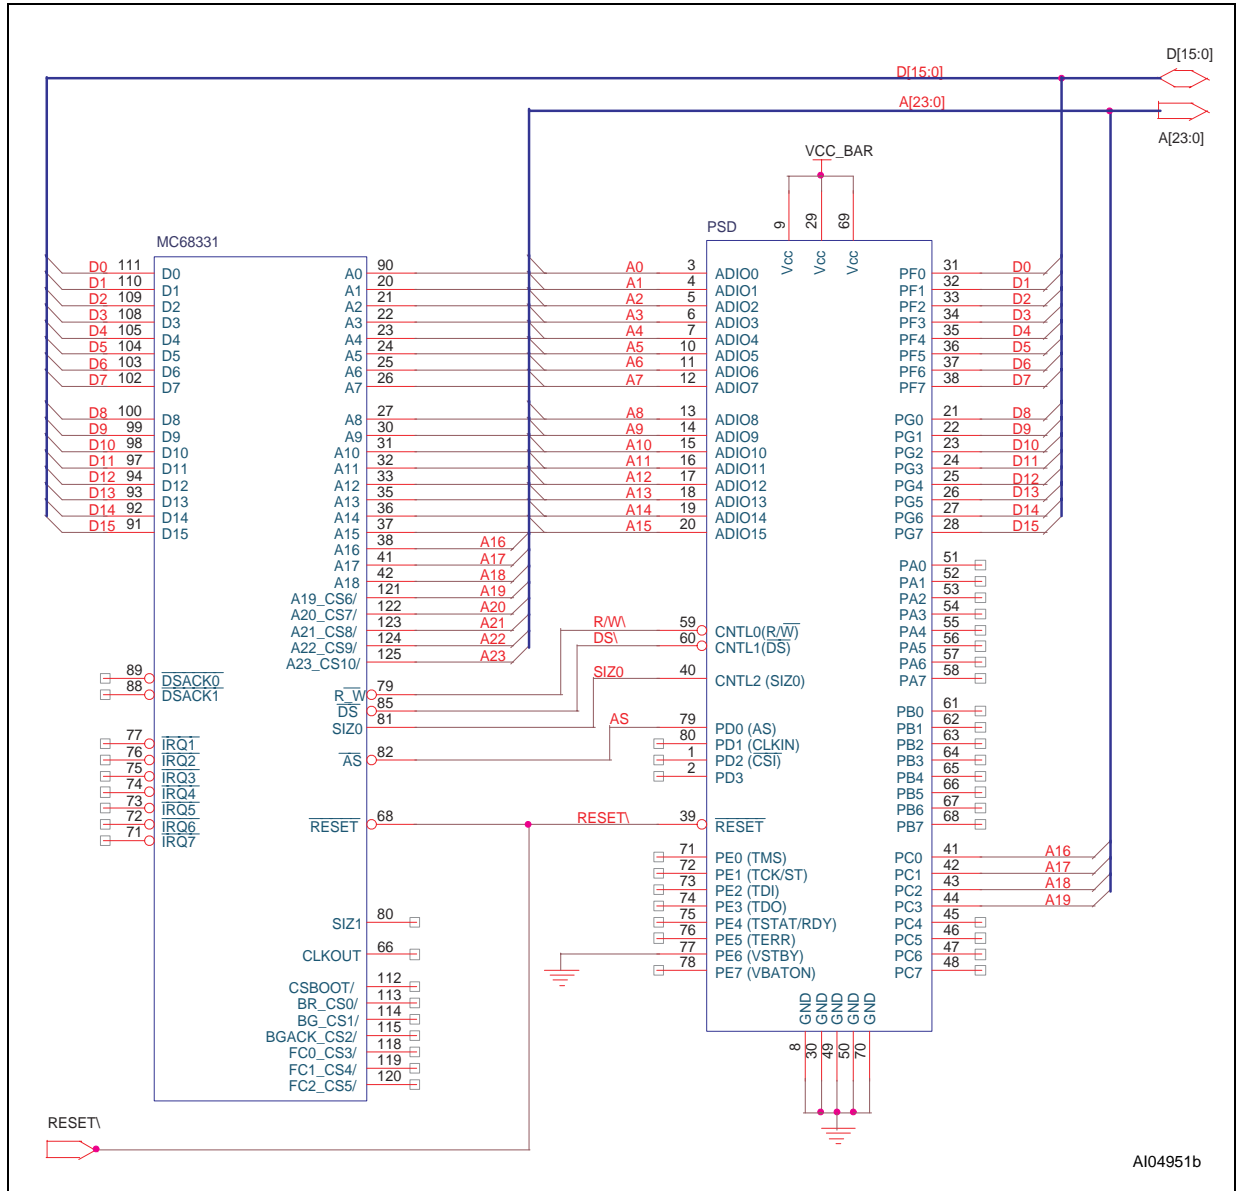 D[15:0]
D[15:0]
A[23:0]
A[23:0]
VCC_BAR
9
29
69
Vcc
Vcc
Vcc
MC68331
D0 111 D0
D1 110 D1
D2 109 D2
D3 108 D3
D4 105 D4
D5 104 D5
D6 103 D6
D7 102 D7
D8 100 D8
D9 99 D9
D10 98 D10
D11 97 D11
D12 94 D12
D13 93 D13
D14 92 D14
D15 91 D15
89 DSACK0
88 DSACK1
77 IRQ1
76 IRQ2
75 IRQ3
74 IRQ4
73 IRQ5
72 IRQ6
71 IRQ7
A0 90
A1 20
A2 21
A3 22
A4 23
A5 24
A6 25
A7 26
A8 27
A9 30
A10 31
A11 32
A12 33
A13 35
A14 36
A15 37
A16 38 A16
A17 41 A17
A18 42 A18
A19_CS6/ 121 A19
A20_CS7/ 122 A20
A21_CS8/ 123 A21
A22_CS9/ 124 A22
A23_CS10/ 125 A23
R_W 79
DS 85
SIZ0 81
AS 82
RESET 68
SIZ1 80
CLKOUT 66
CSBOOT/ 112
BR_CS0/ 113
BG_CS1/ 114
BGACK_CS2/ 115
FC0_CS3/ 118
FC1_CS4/ 119
FC2_CS5/ 120
PSD
A0 3 ADIO0
A1 4 ADIO1
A2 5 ADIO2
A3 6 ADIO3
A4 7 ADIO4
A5 10 ADIO5
A6 11 ADIO6
A7 12 ADIO7
A8 13 ADIO8
A9 14 ADIO9
A10 15 ADIO10
A11 16 ADIO11
A12 17 ADIO12
A13 18 ADIO13
A14 19 ADIO14
A15 20 ADIO15
R/W\ 59 CNTL0(R/W)
DS\ 60 CNTL1(DS)
SIZ0 40 CNTL2 (SIZ0)
AS 79 PD0 (AS)
80 PD1 (CLKIN)
1 PD2 (CSI)
2 PD3
RESET\ 39 RESET
71 PE0 (TMS)
72 PE1 (TCK/ST)
73 PE2 (TDI)
74 PE3 (TDO)
75 PE4 (TSTAT/RDY)
76 PE5 (TERR)
77 PE6 (VSTBY)
78 PE7 (VBATON)
PF0 31 D0
PF1 32 D1
PF2 33 D2
PF3 34 D3
PF4 35 D4
PF5 36 D5
PF6 37 D6
PF7 38 D7
PG0 21 D8
PG1 22 D9
PG2 23 D10
PG3 24 D11
PG4 25 D12
PG5 26 D13
PG6 27 D14
PG7 28 D15
PA0 51
PA1 52
PA2 53
PA3 54
PA4 55
PA5 56
PA6 57
PA7 58
PB0 61
PB1 62
PB2 63
PB3 64
PB4 65
PB5 66
PB6 67
PB7 68
PC0 41 A16
PC1 42 A17
PC2 43 A18
PC3 44 A19
PC4 45
PC5 46
PC6 47
PC7 48
GND
GND
GND
GND
GND
8
30
49
50
70
RESET\
AI04951b